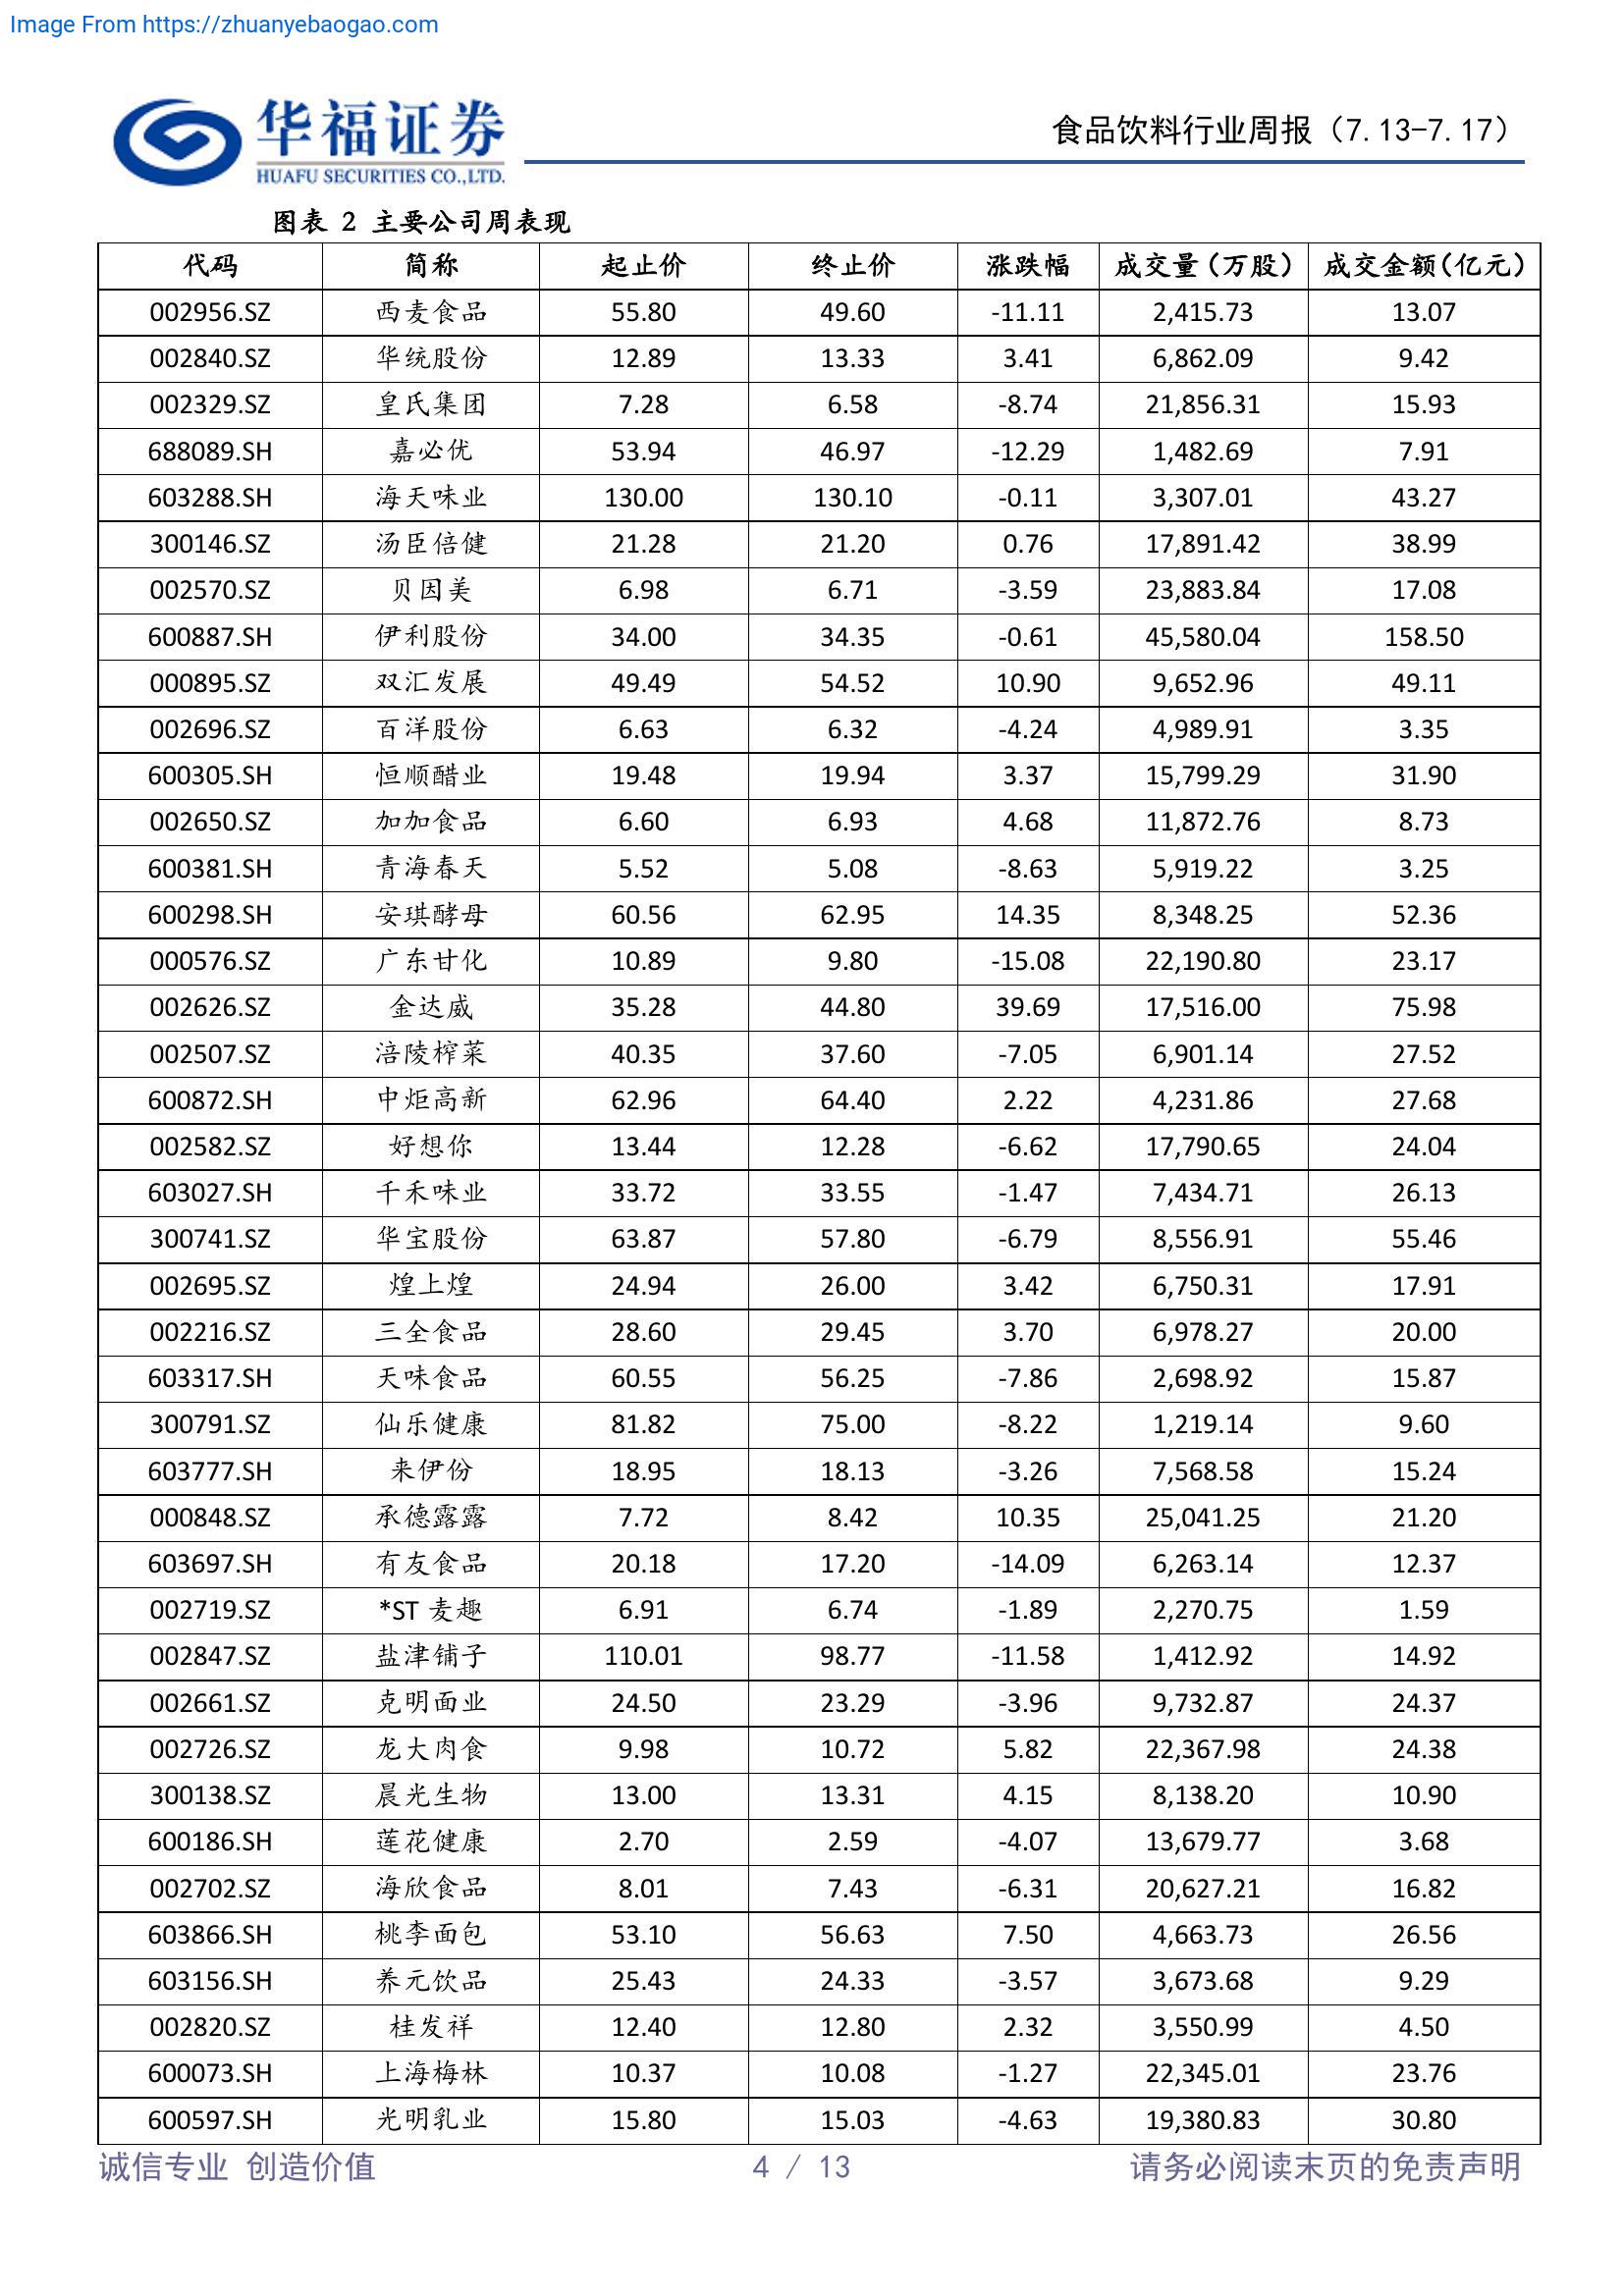 Image From https://zhuanyebaogao.com
华福证券
HUAFU SECURITIES CO.,LTD.
食品饮料行业周报（7.13-7.17）
图表 2 主要公司周表现
代码 简称 起止价 终止价 涨跌幅 成交量（万股） 成交金额（亿元）
002956.SZ 西麦食品 55.80 49.60 -11.11 2,415.73 13.07
002840.SZ 华统股份 12.89 13.33 3.41 6,862.09 9.42
002329.SZ 皇氏集团 7.28 6.58 -8.74 21,856.31 15.93
688089.SH 嘉必优 53.94 46.97 -12.29 1,482.69 7.91
603288.SH 海天味业 130.00 130.10 -0.11 3,307.01 43.27
300146.SZ 汤臣倍健 21.28 21.20 0.76 17,891.42 38.99
002570.SZ 贝因美 6.98 6.71 -3.59 23,883.84 17.08
600887.SH 伊利股份 34.00 34.35 -0.61 45,580.04 158.50
000895.SZ 双汇发展 49.49 54.52 10.90 9,652.96 49.11
002696.SZ 百洋股份 6.63 6.32 -4.24 4,989.91 3.35
600305.SH 恒顺醋业 19.48 19.94 3.37 15,799.29 31.90
002650.SZ 加加食品 6.60 6.93 4.68 11,872.76 8.73
600381.SH 青海春天 5.52 5.08 -8.63 5,919.22 3.25
600298.SH 安琪酵母 60.56 62.95 14.35 8,348.25 52.36
000576.SZ 广东甘化 10.89 9.80 -15.08 22,190.80 23.17
002626.SZ 金达威 35.28 44.80 39.69 17,516.00 75.98
002507.SZ 涪陵榨菜 40.35 37.60 -7.05 6,901.14 27.52
600872.SH 中炬高新 62.96 64.40 2.22 4,231.86 27.68
002582.SZ 好想你 13.44 12.28 -6.62 17,790.65 24.04
603027.SH 千禾味业 33.72 33.55 -1.47 7,434.71 26.13
300741.SZ 华宝股份 63.87 57.80 -6.79 8,556.91 55.46
002695.SZ 煌上煌 24.94 26.00 3.42 6,750.31 17.91
002216.SZ 三全食品 28.60 29.45 3.70 6,978.27 20.00
603317.SH 天味食品 60.55 56.25 -7.86 2,698.92 15.87
300791.SZ 仙乐健康 81.82 75.00 -8.22 1,219.14 9.60
603777.SH 来伊份 18.95 18.13 -3.26 7,568.58 15.24
000848.SZ 承德露露 7.72 8.42 10.35 25,041.25 21.20
603697.SH 有友食品 20.18 17.20 -14.09 6,263.14 12.37
002719.SZ *ST 麦趣 6.91 6.74 -1.89 2,270.75 1.59
002847.SZ 盐津铺子 110.01 98.77 -11.58 1,412.92 14.92
002661.SZ 克明面业 24.50 23.29 -3.96 9,732.87 24.37
002726.SZ 龙大肉食 9.98 10.72 5.82 22,367.98 24.38
300138.SZ 晨光生物 13.00 13.31 4.15 8,138.20 10.90
600186.SH 莲花健康 2.70 2.59 -4.07 13,679.77 3.68
002702.SZ 海欣食品 8.01 7.43 -6.31 20,627.21 16.82
603866.SH 桃李面包 53.10 56.63 7.50 4,663.73 26.56
603156.SH 养元饮品 25.43 24.33 -3.57 3,673.68 9.29
002820.SZ 桂发祥 12.40 12.80 2.32 3,550.99 4.50
600073.SH 上海梅林 10.37 10.08 -1.27 22,345.01 23.76
600597.SH 光明乳业 15.80 15.03 -4.63 19,380.83 30.80
诚信专业 创造价值 4 / 13 请务必阅读末页的免责声明